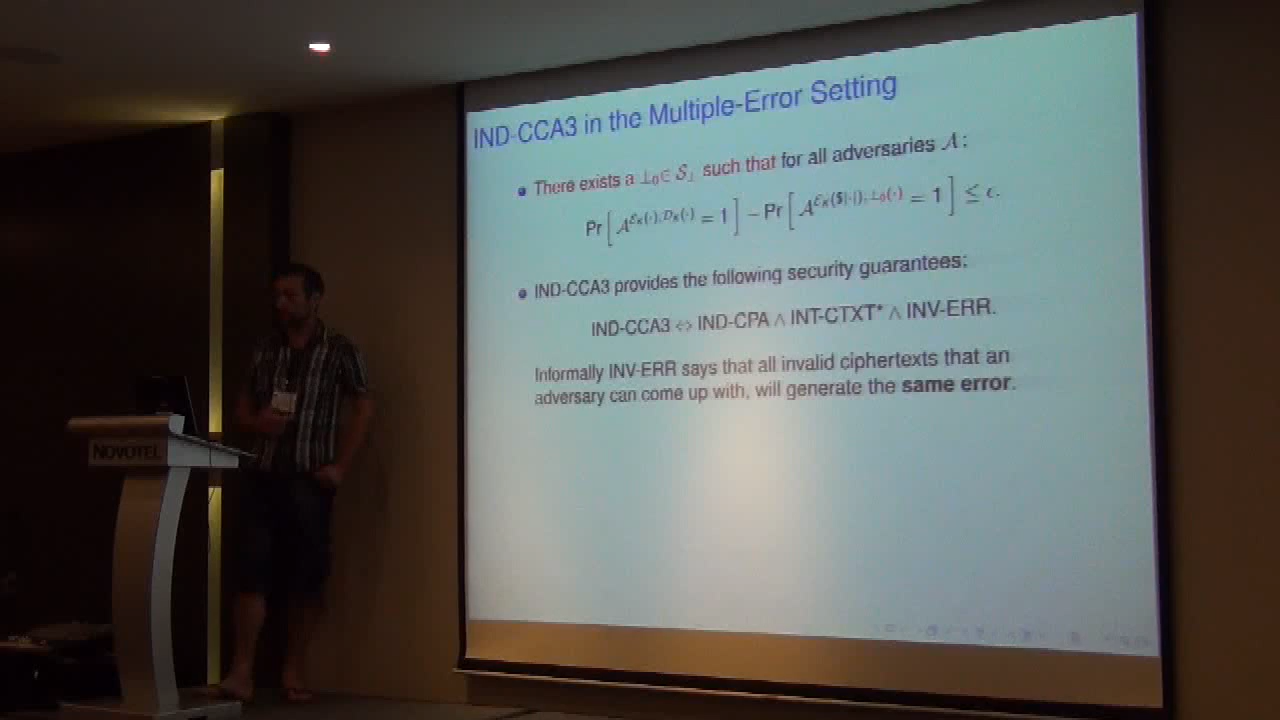 IND-CCA3 in the Multiple-Error Setting
There exists a ⊥₀∈ S⊥ such that for all adversaries A:
Pr[ A^{ε_K(·),D_K(·)} = 1 ] − Pr[ A^{ε_K($|·|),⊥₀(·)} = 1 ] ≤ ϵ.
IND-CCA3 provides the following security guarantees:
IND-CCA3 ⇔ IND-CPA ∧ INT-CTXT* ∧ INV-ERR.
Informally INV-ERR says that all invalid ciphertexts that an
adversary can come up with, will generate the same error.
NOVOTEL